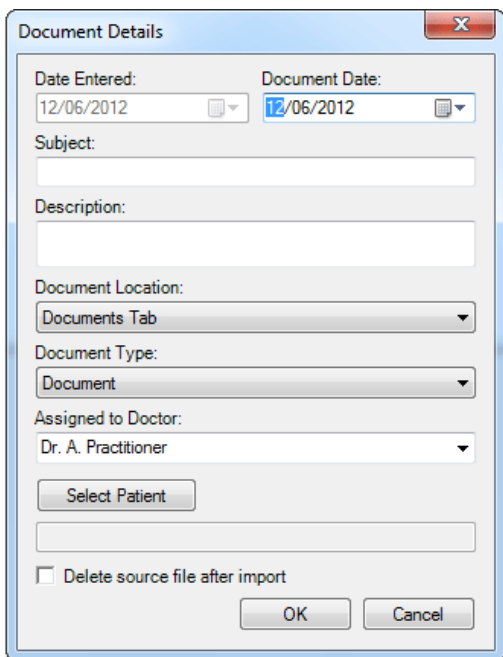 Document Details
Date Entered: Document Date:
12/06/2012 12/06/2012
Subject:
Description:
Document Location:
Documents Tab
Document Type:
Document
Assigned to Doctor:
Dr. A. Practitioner
Select Patient
Delete source file after import
OK Cancel